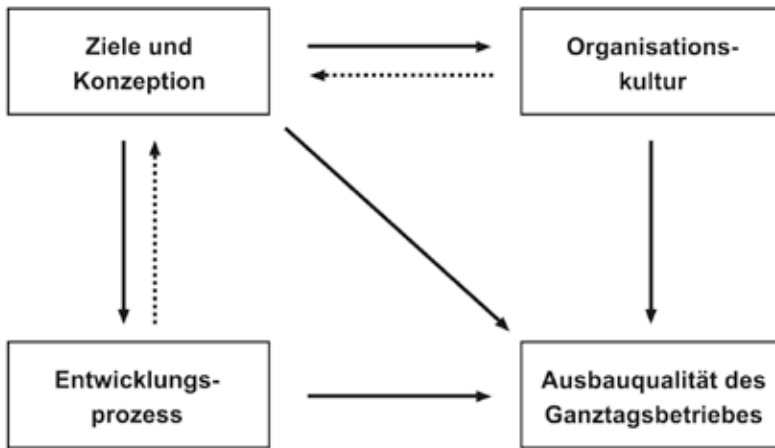 Ziele und
Konzeption
Organisations-
kultur
Entwicklungs-
prozess
Ausbauqualität des
Ganztagsbetriebes